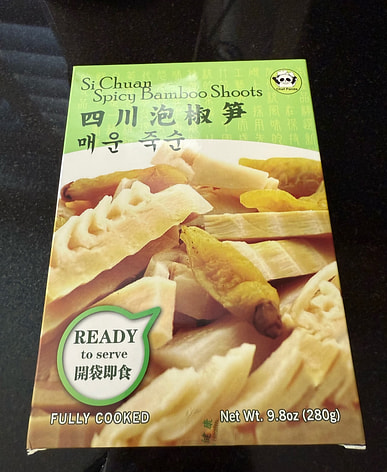 Si Chuan
Spicy Bamboo Shoots
四川泡椒笋
매운 죽순
READY
to serve
開袋即食
FULLY COOKED
Net Wt. 9.8oz (280g)